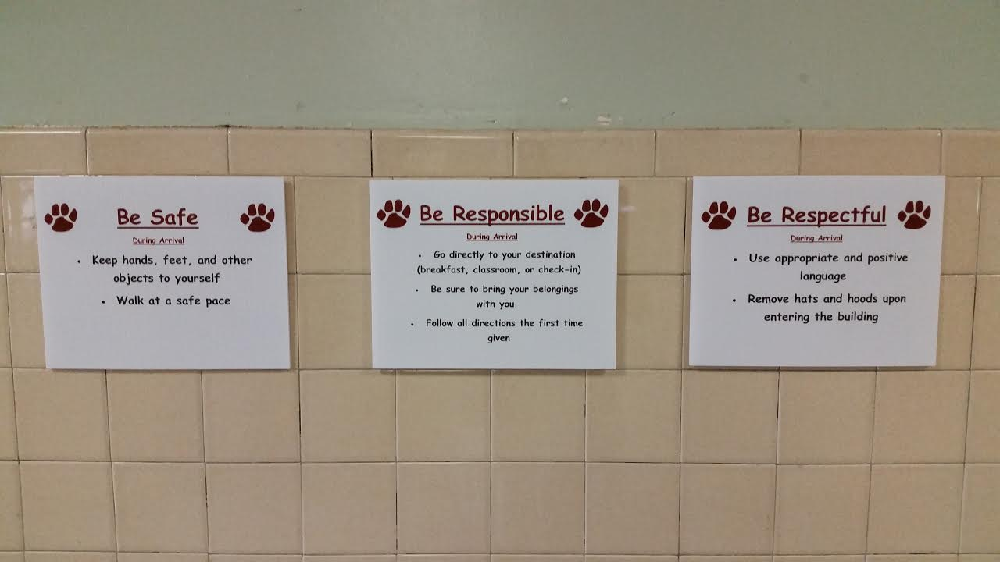 Be Safe
During Arrival
• Keep hands, feet, and other
objects to yourself
• Walk at a safe pace
Be Responsible
During Arrival
• Go directly to your destination
(breakfast, classroom, or check-in)
• Be sure to bring your belongings
with you
• Follow all directions the first time
given
Be Respectful
During Arrival
• Use appropriate and positive
language
• Remove hats and hoods upon
entering the building